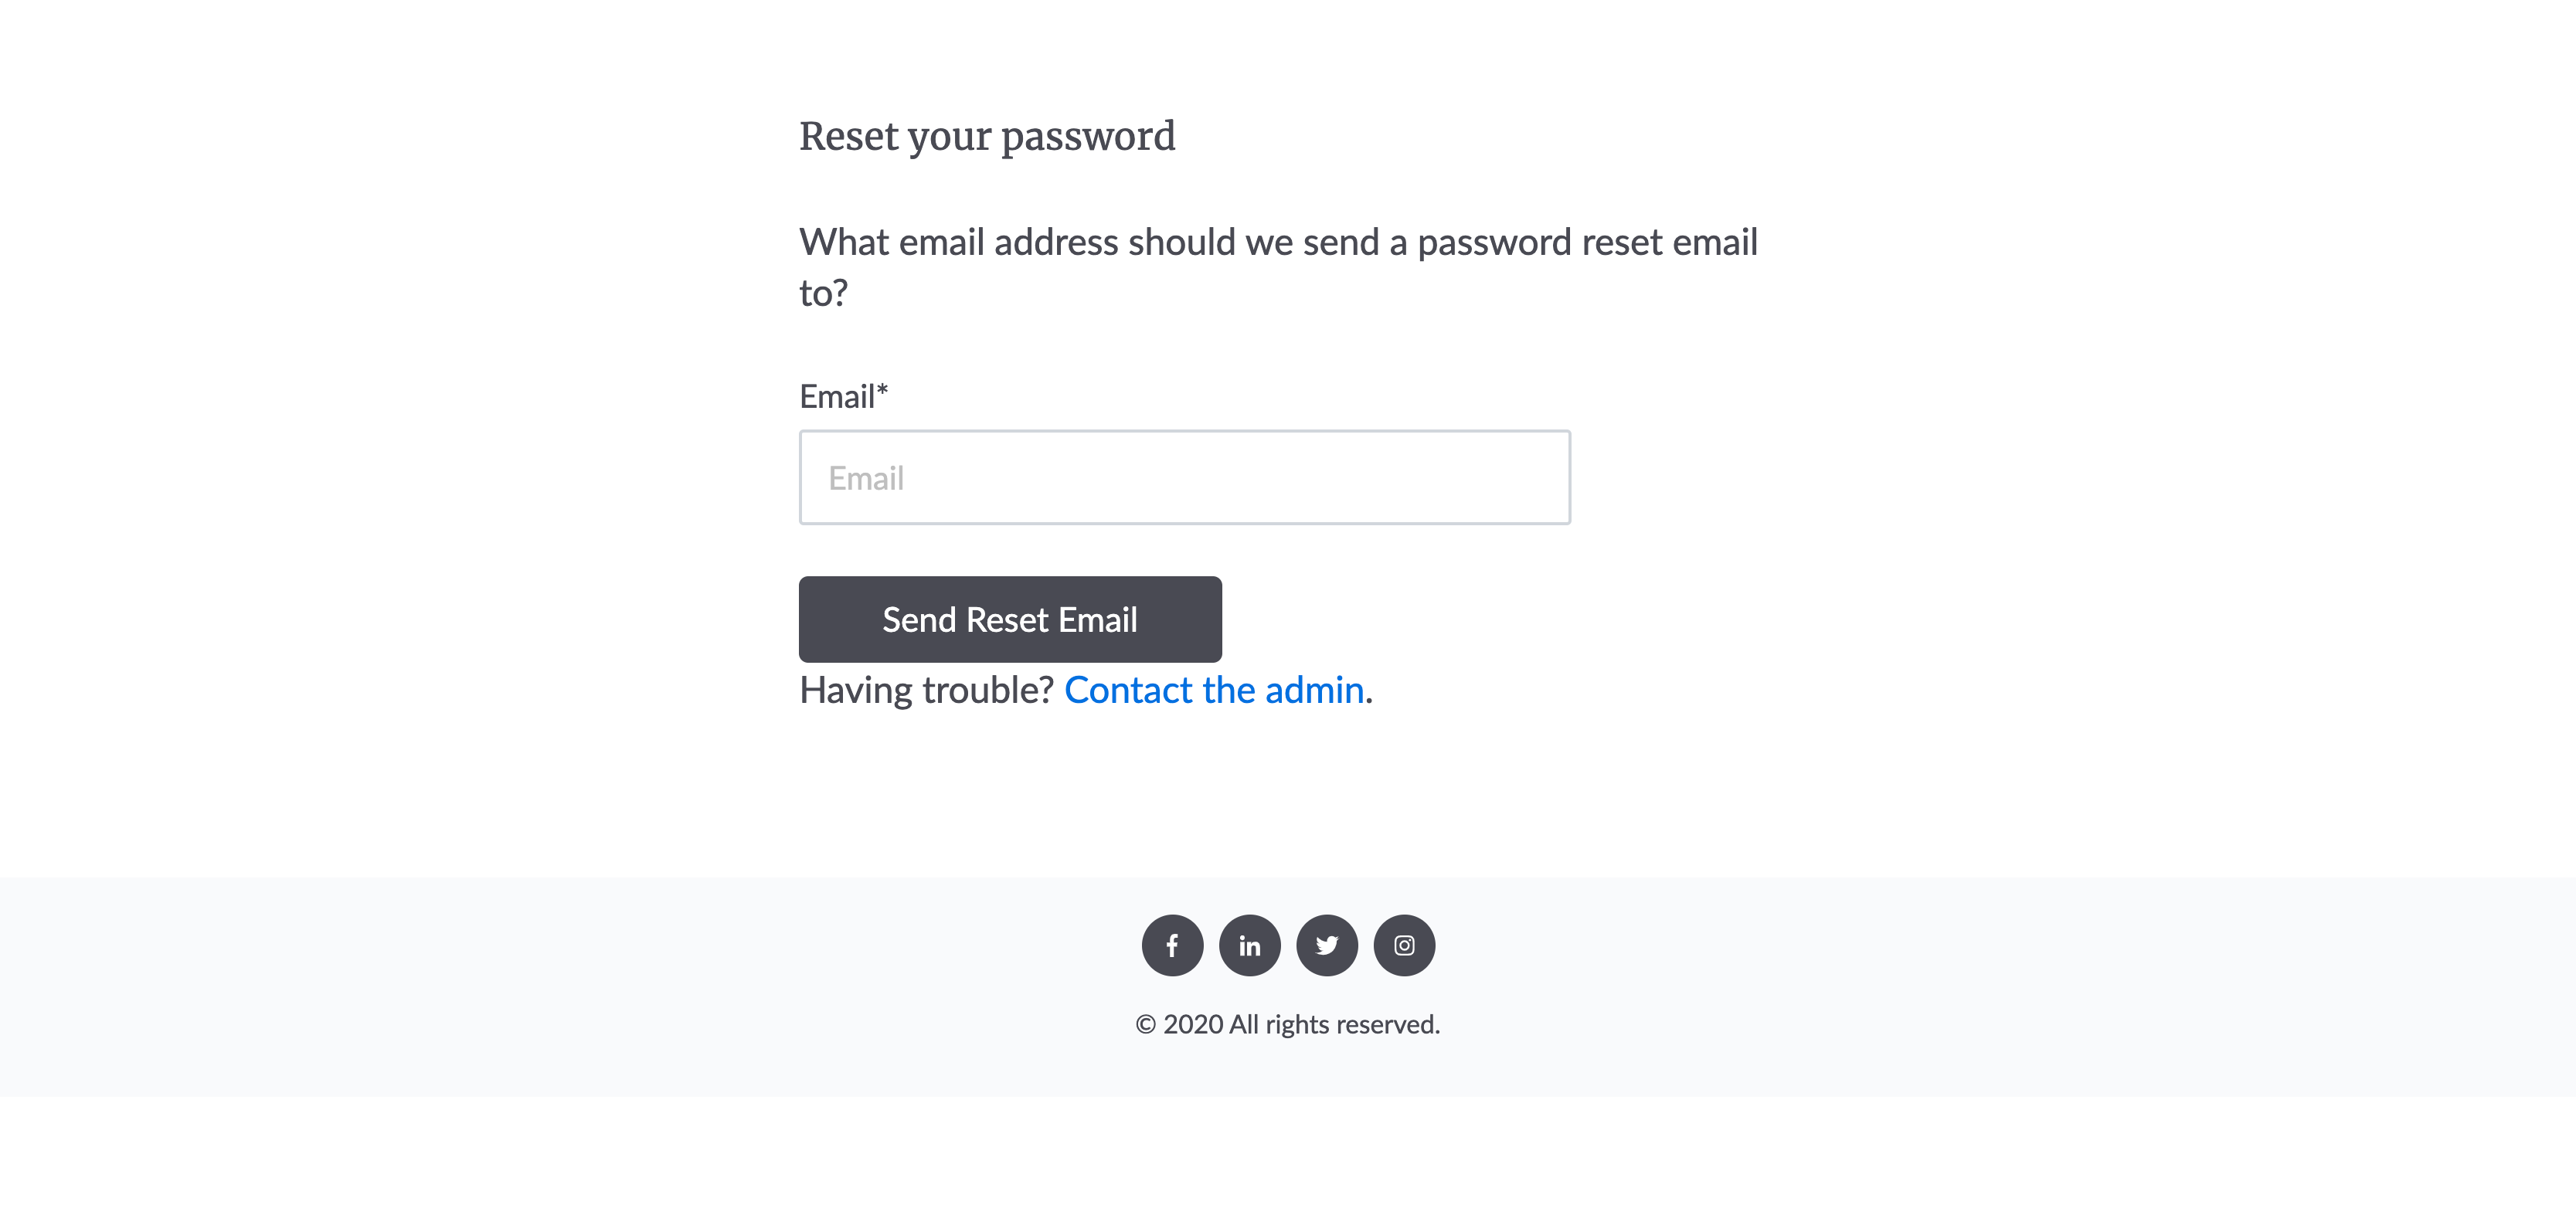 Reset your password
What email address should we send a password reset email
to?
Email*
Email
Send Reset Email
Having trouble? Contact the admin.
© 2020 All rights reserved.